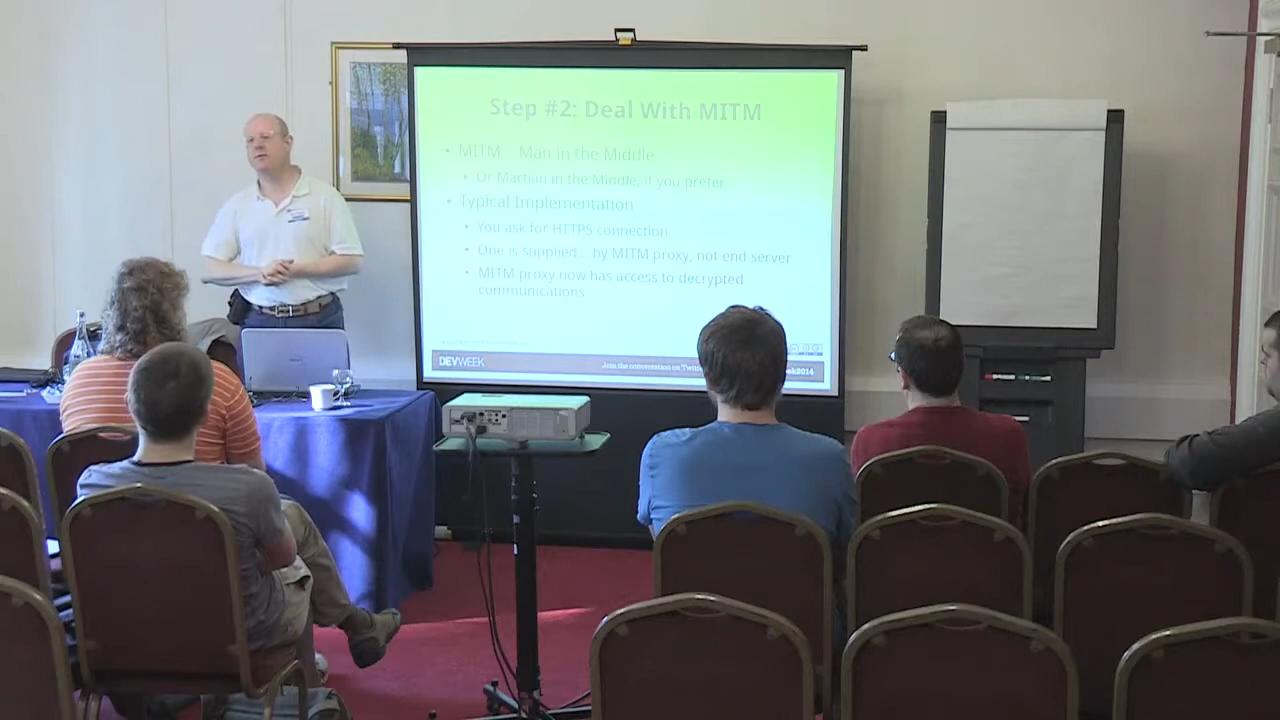 Step #2: Deal With MITM
• MITM... Man in the Middle
• Or Martian in the Middle, if you prefer
• Typical Implementation
• You ask for HTTPS connection
• One is supplied... by MITM proxy, not end server
• MITM proxy now has access to decrypted
communications
DEVWEEK
Join the conversation on Twitter